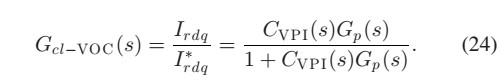 G_{cl-VOC}(s) = \frac{I_{rdq}}{I^*_{rdq}} = \frac{C_{VPI}(s)G_p(s)}{1 + C_{VPI}(s)G_p(s)}. (24)